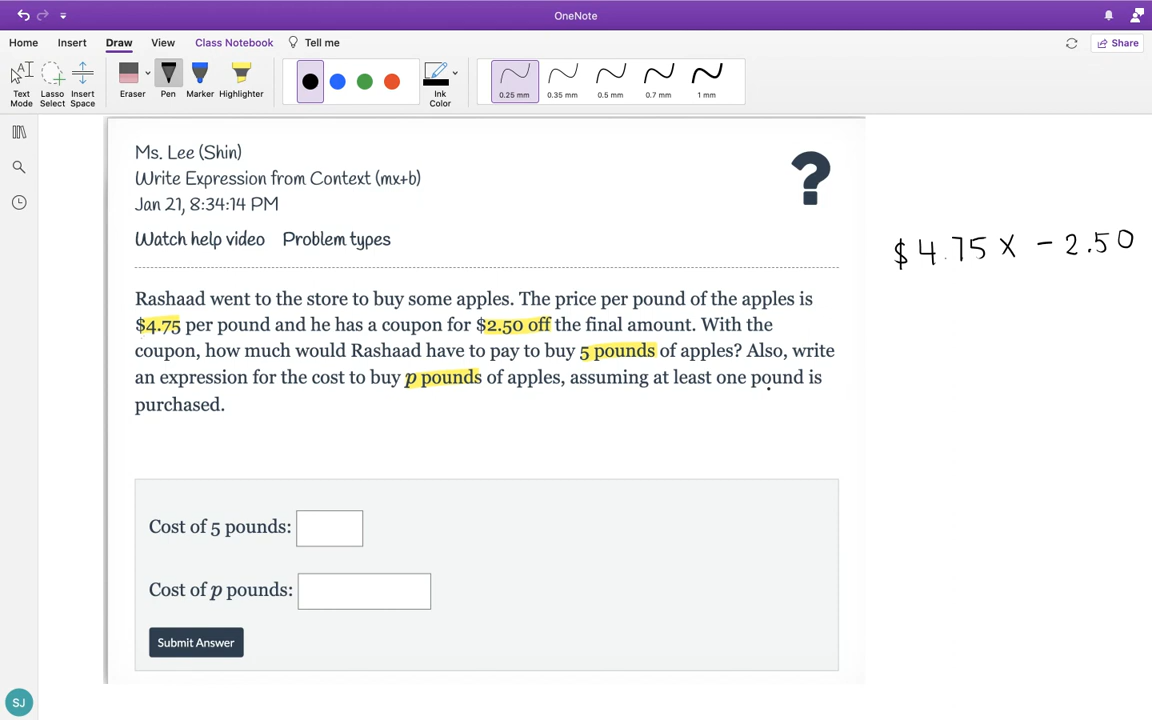 OneNote
Home Insert Draw View Class Notebook Tell me Share
Text Mode
Lasso Select
Insert Space
Eraser
Pen
Marker
Highlighter
Ink Color
0.25 mm
0.35 mm
0.5 mm
0.7 mm
1 mm
Ms. Lee (Shin)
Write Expression from Context (mx+b)
Jan 21, 8:34:14 PM
?
Watch help video Problem types
$4.75x - 2.50
Rashaad went to the store to buy some apples. The price per pound of the apples is
$4.75 per pound and he has a coupon for $2.50 off the final amount. With the
coupon, how much would Rashaad have to pay to buy 5 pounds of apples? Also, write
an expression for the cost to buy p pounds of apples, assuming at least one pound is
purchased.
Cost of 5 pounds:
Cost of p pounds:
Submit Answer
SJ